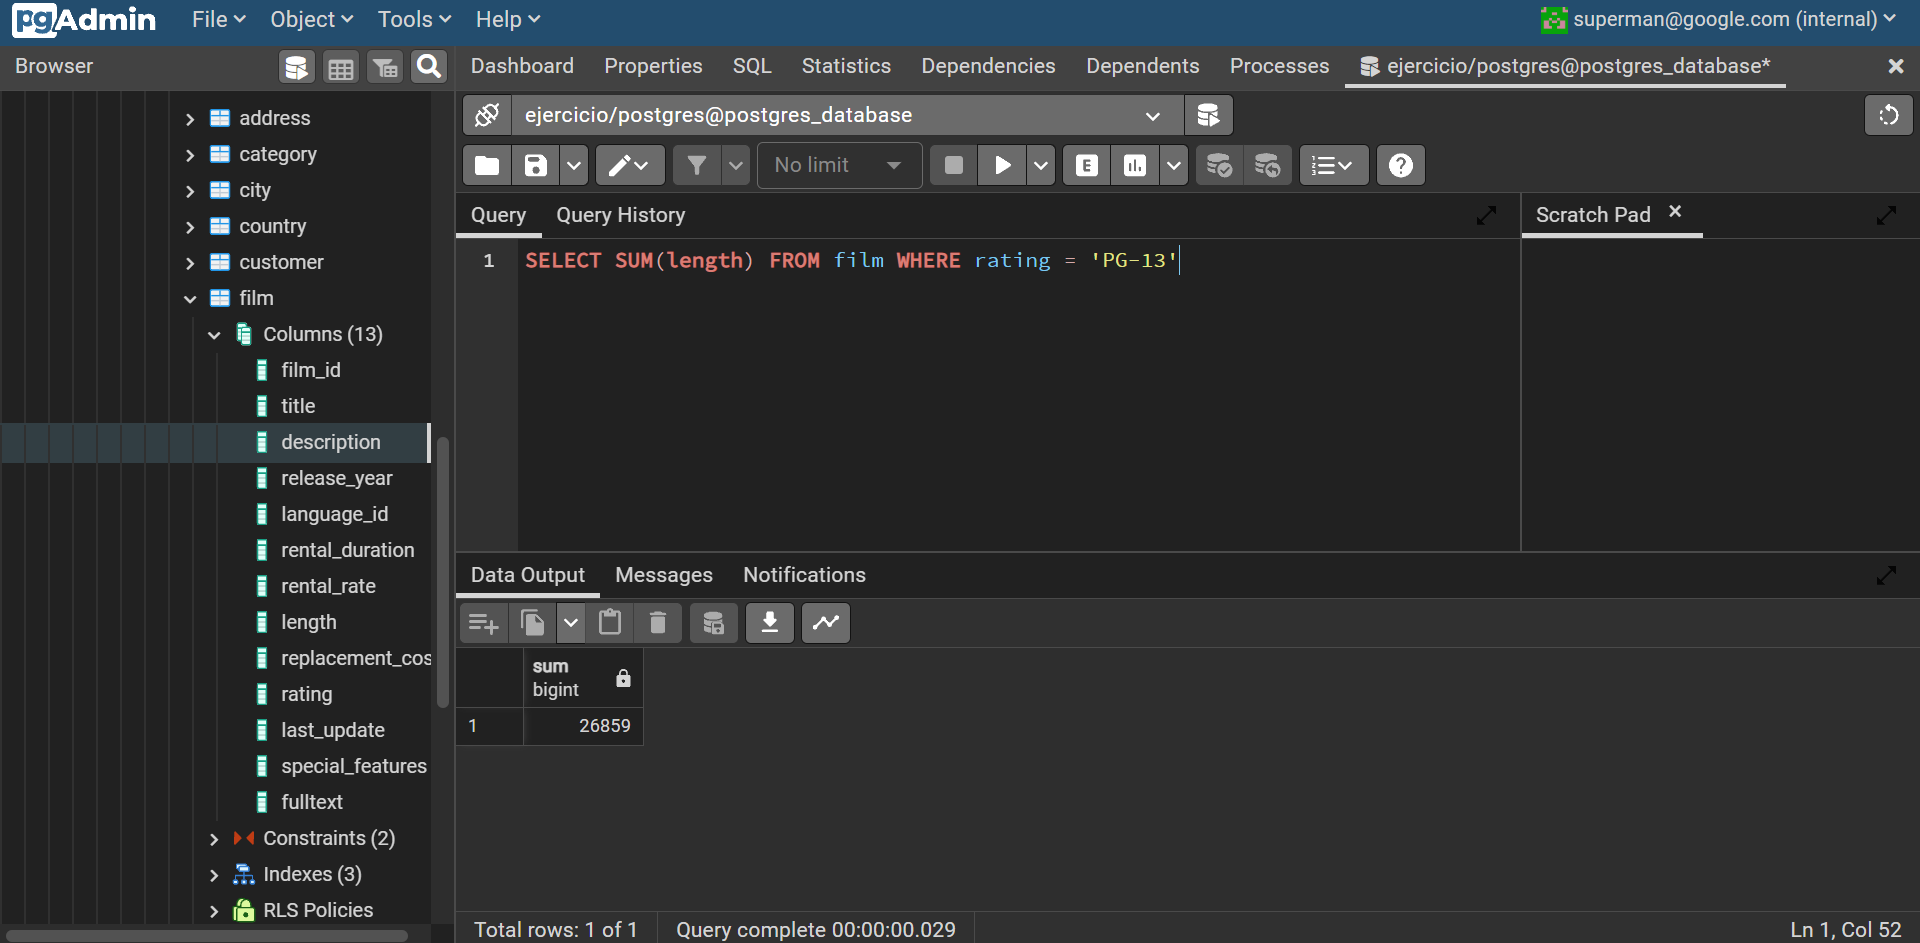 pgAdmin File Object Tools Help superman@google.com (internal)
Browser
Dashboard Properties SQL Statistics Dependencies Dependents Processes ejercicio/postgres@postgres_database*
address
category
city
country
customer
film
Columns (13)
film_id
title
description
release_year
language_id
rental_duration
rental_rate
length
replacement_cos
rating
last_update
special_features
fulltext
Constraints (2)
Indexes (3)
RLS Policies
ejercicio/postgres@postgres_database
No limit
E
Query Query History
Scratch Pad
1 SELECT SUM(length) FROM film WHERE rating = 'PG-13'
Data Output Messages Notifications
sum
bigint
1 26859
Total rows: 1 of 1 Query complete 00:00:00.029 Ln 1, Col 52